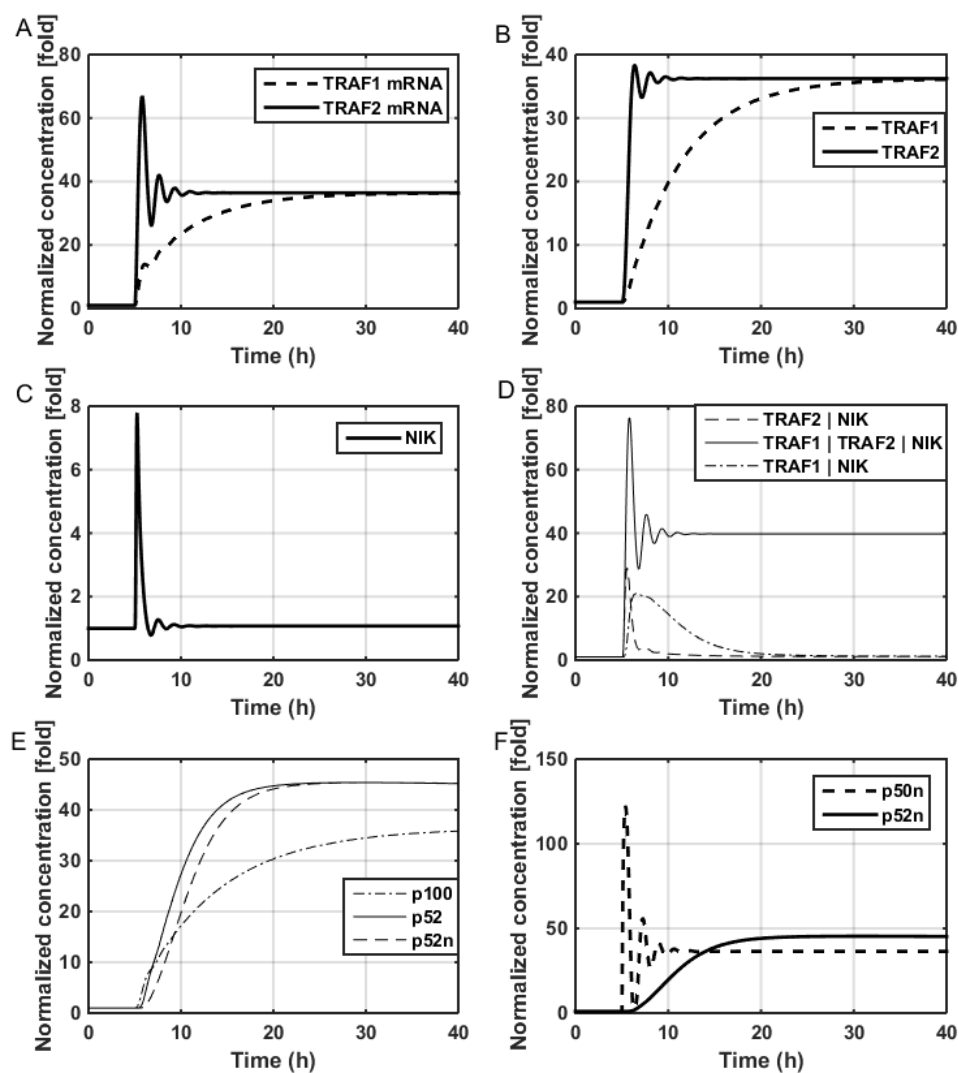 A
Normalized concentration [fold]
80
60
40
20
0
0 10 20 30 40
Time (h)
TRAF1 mRNA
TRAF2 mRNA
B
Normalized concentration [fold]
40
30
20
10
0
0 10 20 30 40
Time (h)
TRAF1
TRAF2
C
Normalized concentration [fold]
8
6
4
2
0
0 10 20 30 40
Time (h)
NIK
D
Normalized concentration [fold]
80
60
40
20
0
0 10 20 30 40
Time (h)
TRAF2 | NIK
TRAF1 | TRAF2 | NIK
TRAF1 | NIK
E
Normalized concentration [fold]
50
40
30
20
10
0
0 10 20 30 40
Time (h)
p100
p52
p52n
F
Normalized concentration [fold]
150
100
50
0
0 10 20 30 40
Time (h)
p50n
p52n